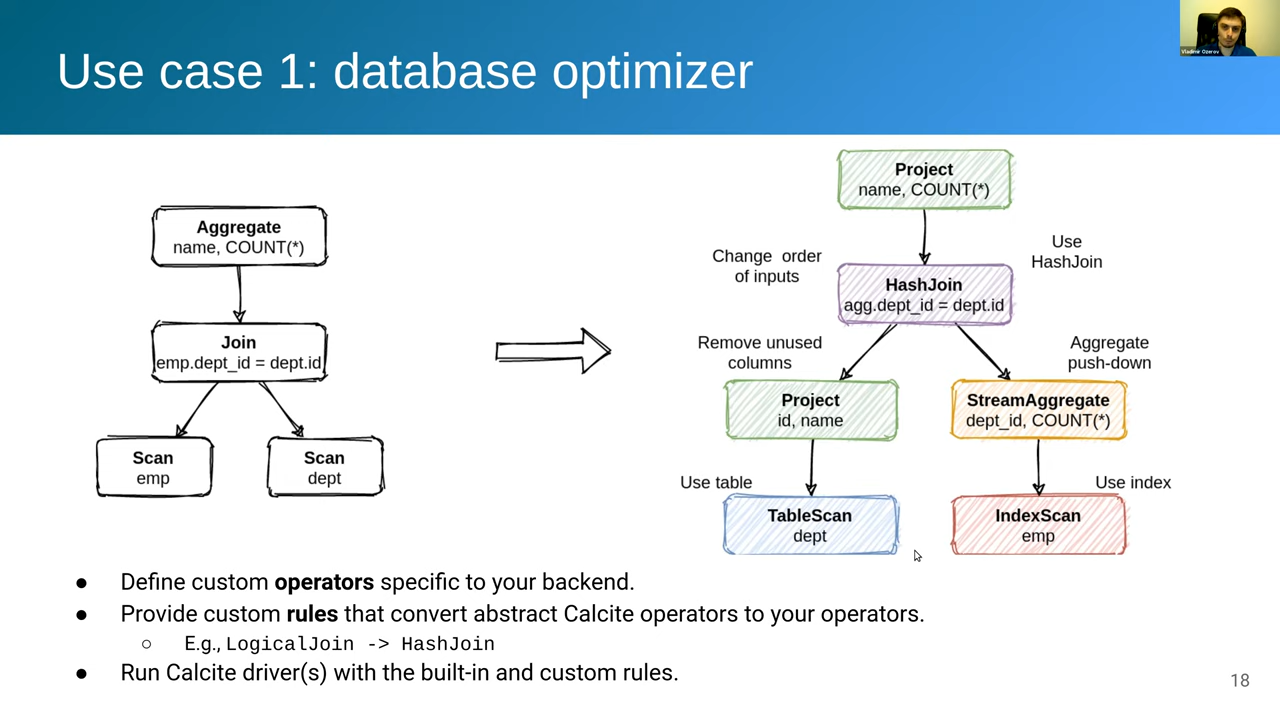 Use case 1: database optimizer
Vladimir Ozerov
Aggregate
name, COUNT(*)
Join
emp.dept_id = dept.id
Scan
emp
Scan
dept
Project
name, COUNT(*)
Change order
of inputs
Use
HashJoin
HashJoin
agg.dept_id = dept.id
Remove unused
columns
Aggregate
push-down
Project
id, name
StreamAggregate
dept_id, COUNT(*)
Use table
Use index
TableScan
dept
IndexScan
emp
● Define custom operators specific to your backend.
● Provide custom rules that convert abstract Calcite operators to your operators.
○ E.g., LogicalJoin -> HashJoin
● Run Calcite driver(s) with the built-in and custom rules.
18